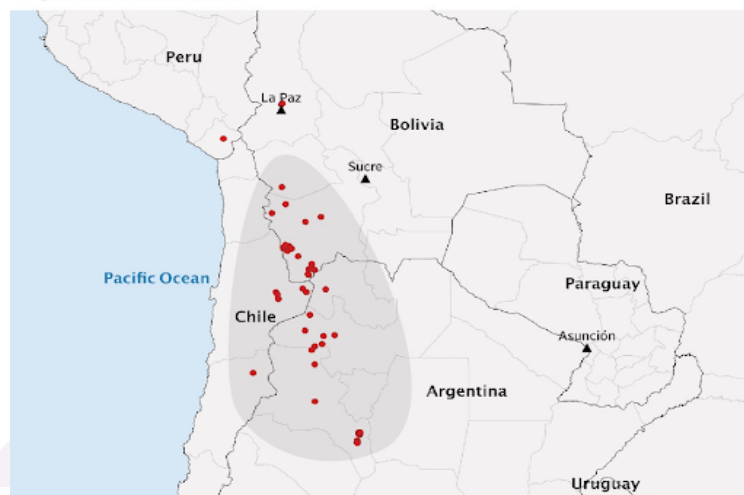 Peru
La Paz
Bolivia
Sucre
Brazil
Pacific Ocean
Paraguay
Chile
Asunción
Argentina
Uruguay